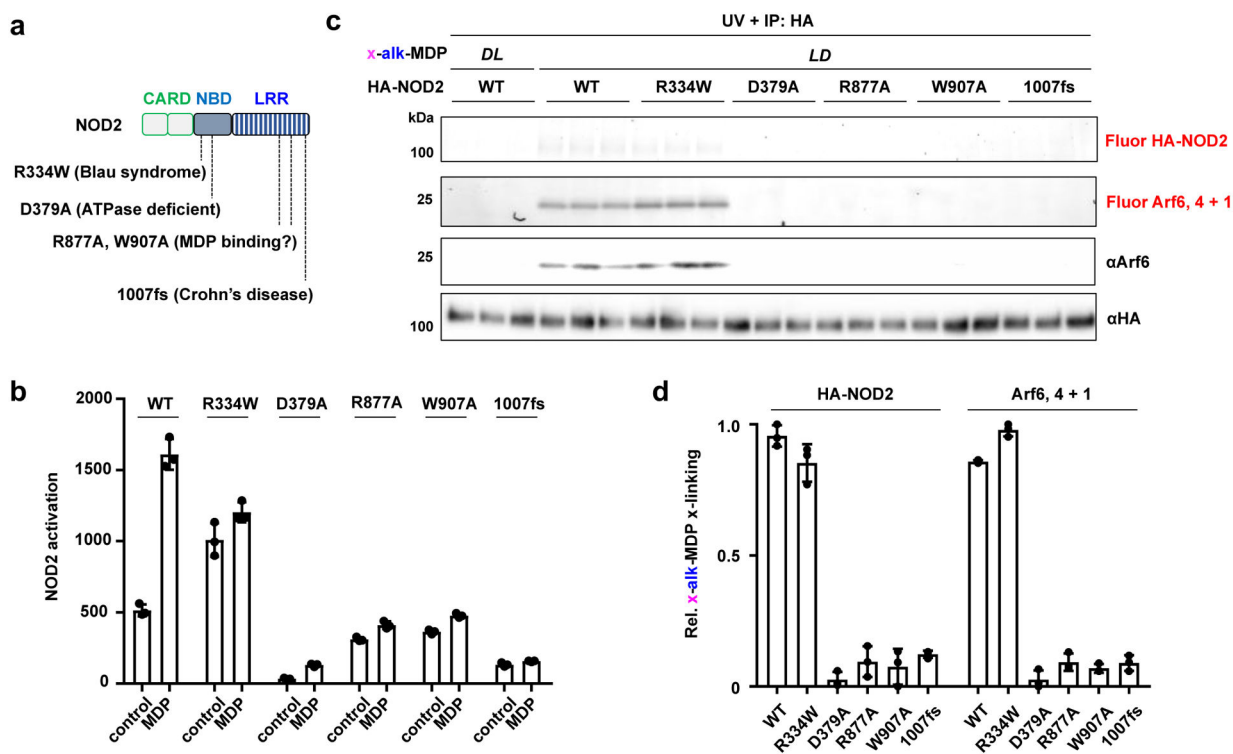 a
CARD NBD LRR
NOD2
R334W (Blau syndrome)
D379A (ATPase deficient)
R877A, W907A (MDP binding?)
1007fs (Crohn's disease)
c
UV + IP: HA
x-alk-MDP DL LD
HA-NOD2 WT WT R334W D379A R877A W907A 1007fs
kDa
100 Fluor HA-NOD2
25 Fluor Arf6, 4 + 1
25 αArf6
100 αHA
b
2000
1500
1000
500
0
NOD2 activation
WT R334W D379A R877A W907A 1007fs
control MDP control MDP control MDP control MDP control MDP control MDP
d
HA-NOD2 Arf6, 4 + 1
1.0
0.5
0
Rel. x-alk-MDP x-linking
WT R334W D379A R877A W907A 1007fs WT R334W D379A R877A W907A 1007fs